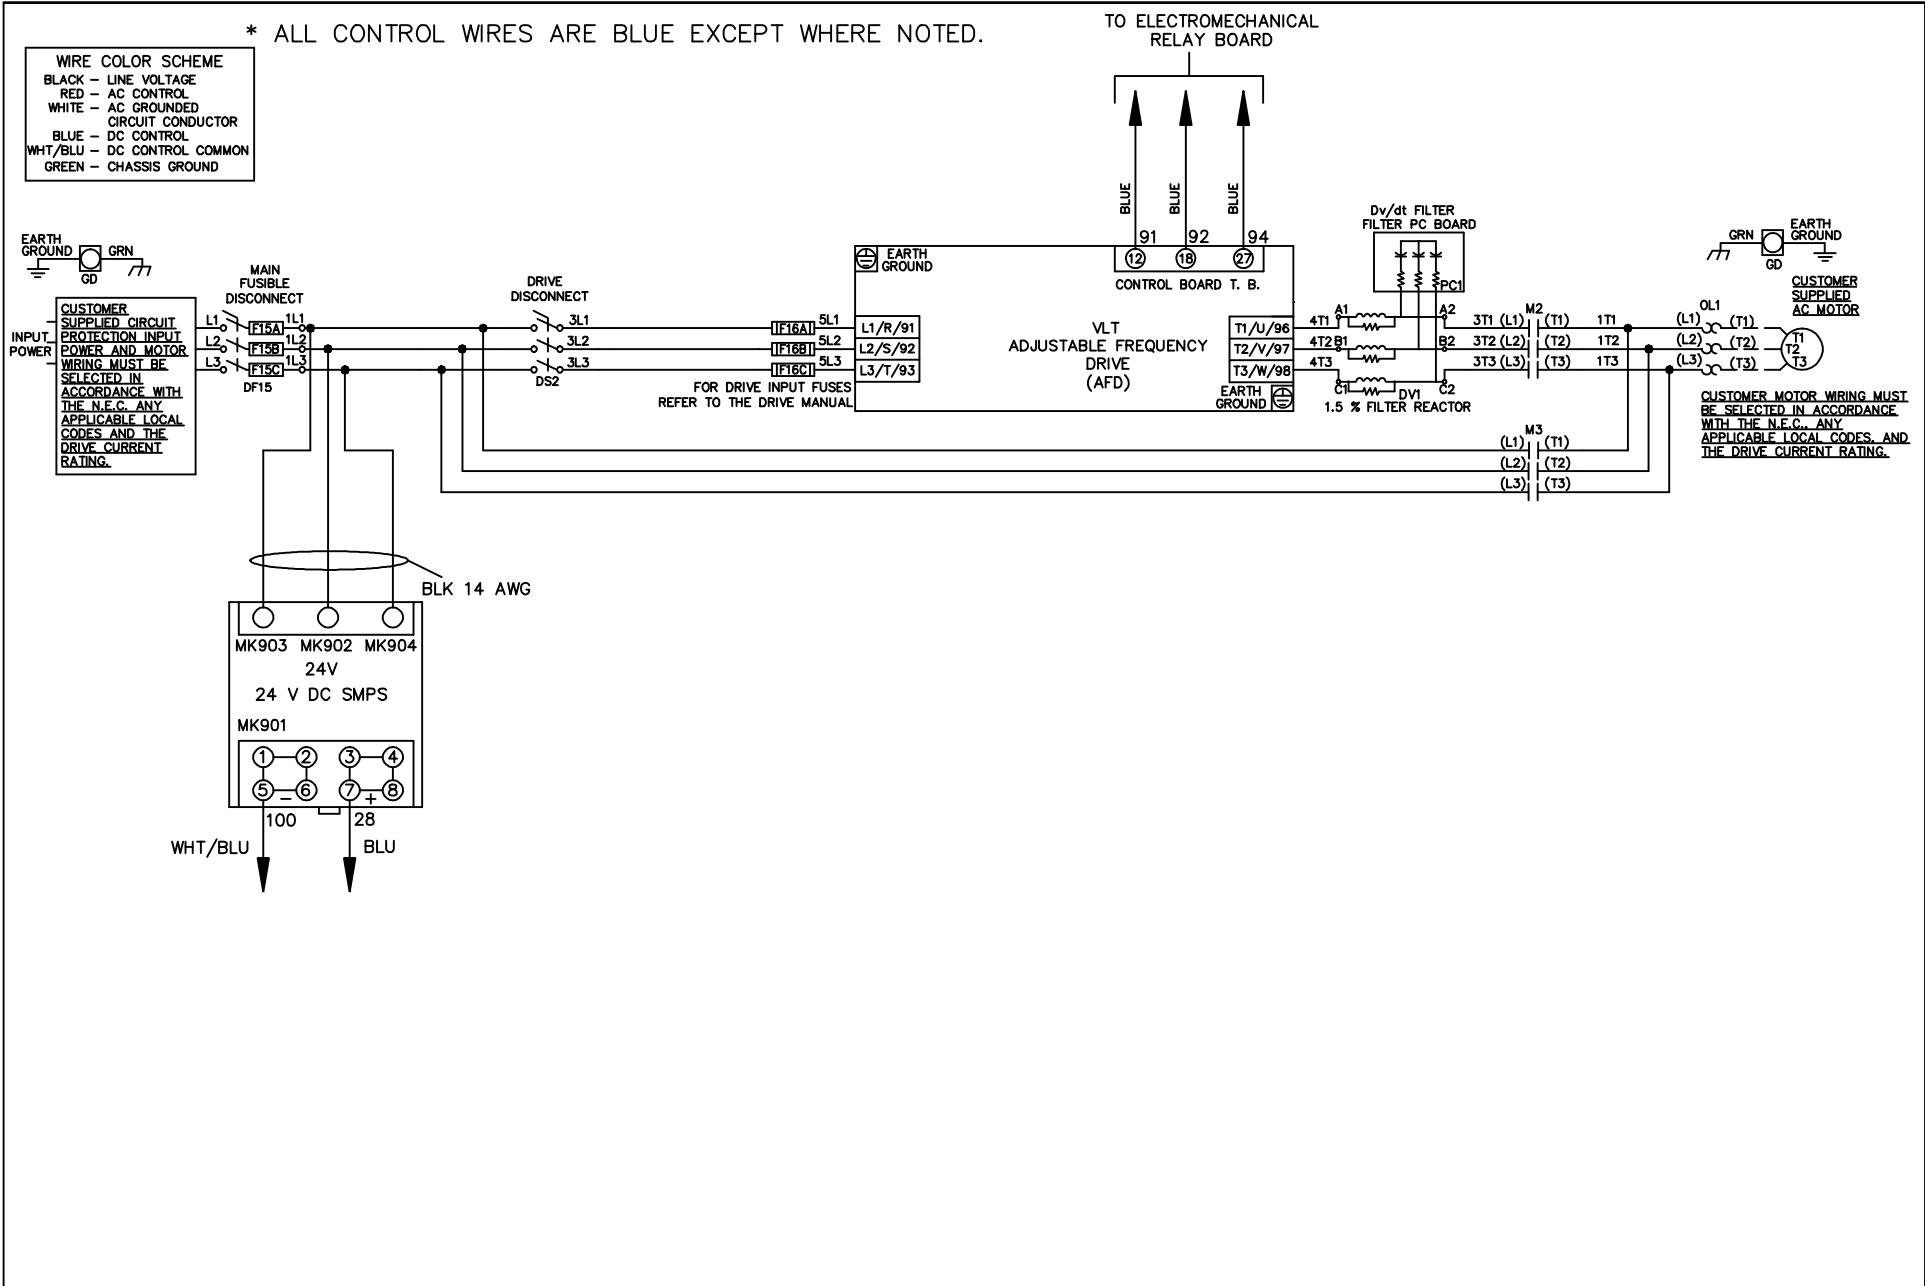 * ALL CONTROL WIRES ARE BLUE EXCEPT WHERE NOTED.
WIRE COLOR SCHEME
BLACK – LINE VOLTAGE
RED – AC CONTROL
WHITE – AC GROUNDED
CIRCUIT CONDUCTOR
BLUE – DC CONTROL
WHT/BLU – DC CONTROL COMMON
GREEN – CHASSIS GROUND
TO ELECTROMECHANICAL
RELAY BOARD
BLUE
BLUE
BLUE
91
92
94
12
18
27
CONTROL BOARD T. B.
EARTH
GROUND
GRN
GD
INPUT
POWER
CUSTOMER
SUPPLIED CIRCUIT
PROTECTION INPUT
POWER AND MOTOR
WIRING MUST BE
SELECTED IN
ACCORDANCE WITH
THE N.E.C. ANY
APPLICABLE LOCAL
CODES AND THE
DRIVE CURRENT
RATING.
MAIN
FUSIBLE
DISCONNECT
L1
F15A
1L1
L2
F15B
1L2
L3
F15C
1L3
DF15
DRIVE
DISCONNECT
3L1
3L2
3L3
DS2
F16A
5L1
F16B
5L2
F16C
5L3
FOR DRIVE INPUT FUSES
REFER TO THE DRIVE MANUAL
EARTH
GROUND
L1/R/91
L2/S/92
L3/T/93
VLT
ADJUSTABLE FREQUENCY
DRIVE
(AFD)
T1/U/96
T2/V/97
T3/W/98
EARTH
GROUND
4T1
4T2
4T3
Dv/dt FILTER
FILTER PC BOARD
PC1
A1
A2
B1
B2
C1
C2
DV1
1.5 % FILTER REACTOR
M2
3T1 (L1) (T1) 1T1
3T2 (L2) (T2) 1T2
3T3 (L3) (T3) 1T3
M3
(L1) (T1)
(L2) (T2)
(L3) (T3)
OL1
(L1) (T1)
(L2) (T2)
(L3) (T3)
T1
T2
T3
GRN
EARTH
GROUND
GD
CUSTOMER
SUPPLIED
AC MOTOR
CUSTOMER MOTOR WIRING MUST
BE SELECTED IN ACCORDANCE
WITH THE N.E.C., ANY
APPLICABLE LOCAL CODES, AND
THE DRIVE CURRENT RATING.
BLK 14 AWG
MK903 MK902 MK904
24V
24 V DC SMPS
MK901
1 2 3 4
5 6 7 8
– +
100
28
WHT/BLU
BLU